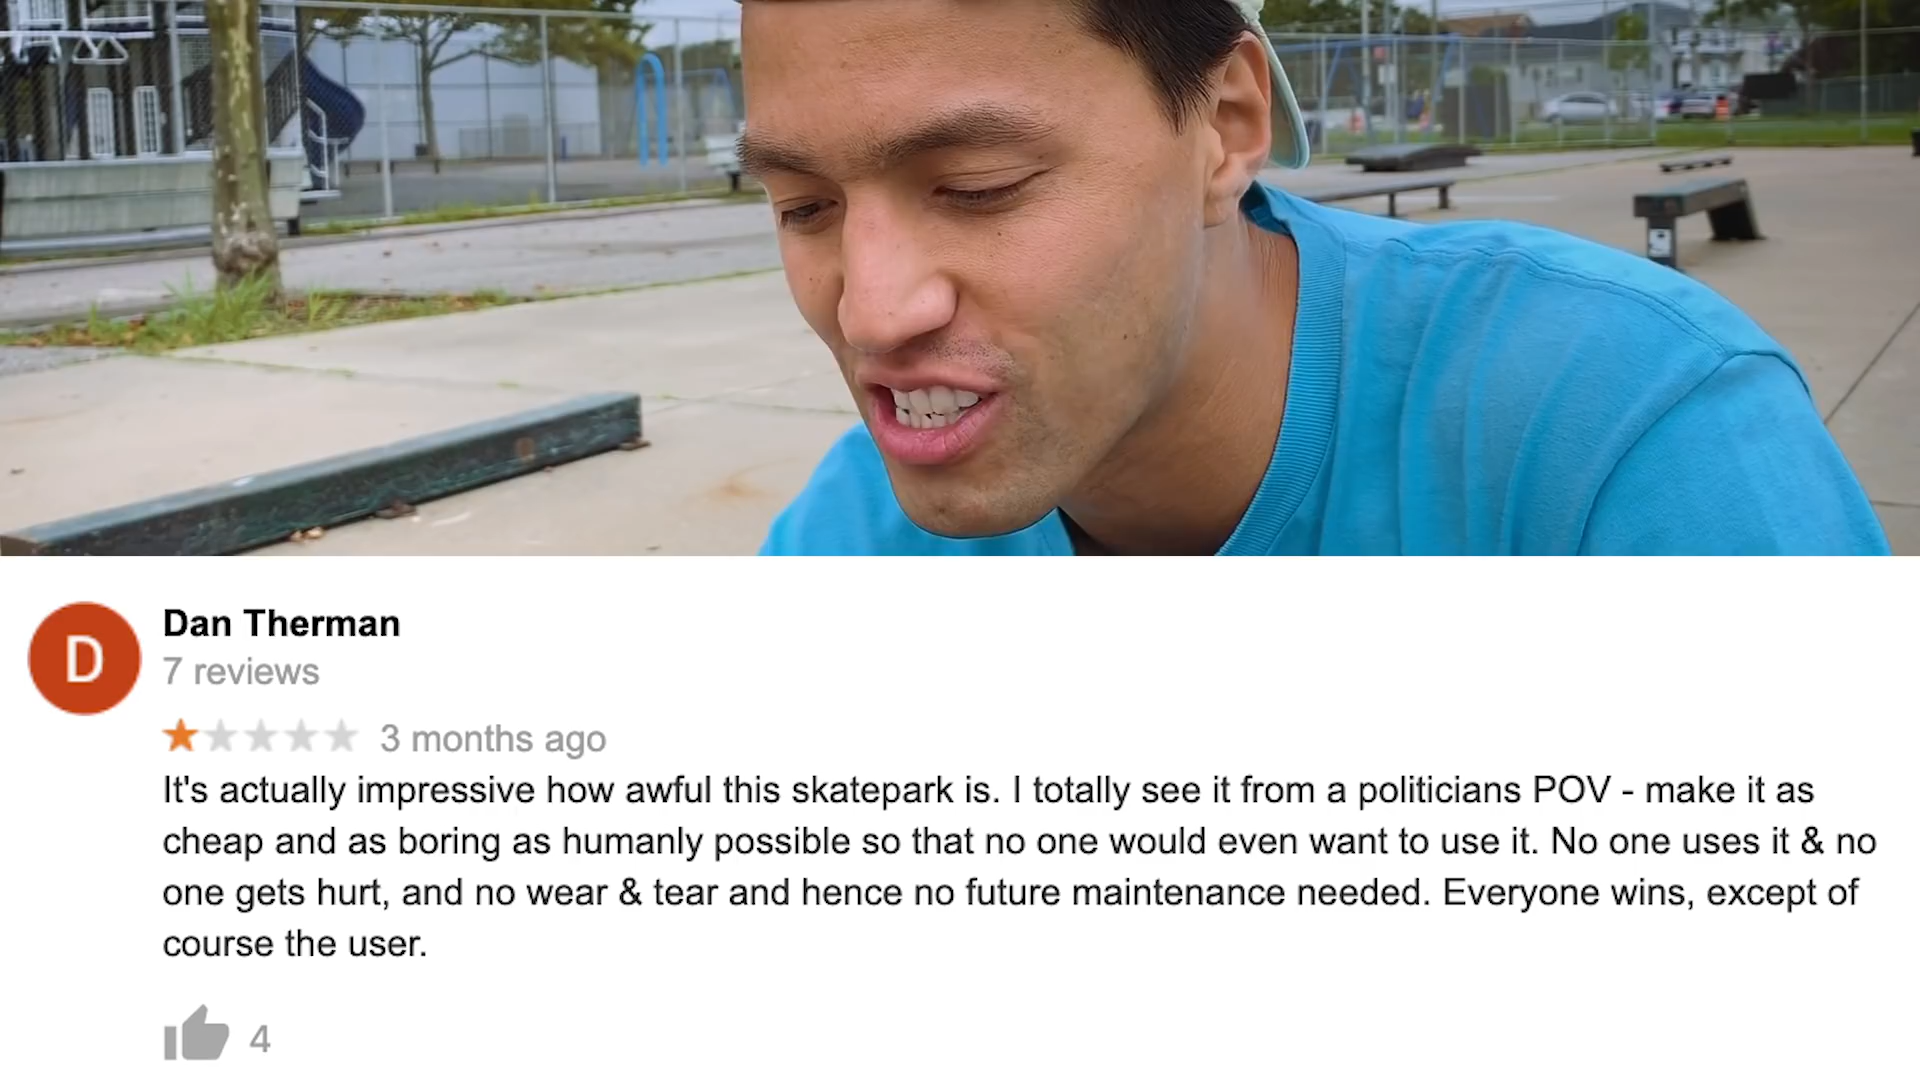 D
Dan Therman
7 reviews
3 months ago
It's actually impressive how awful this skatepark is. I totally see it from a politicians POV - make it as
cheap and as boring as humanly possible so that no one would even want to use it. No one uses it & no
one gets hurt, and no wear & tear and hence no future maintenance needed. Everyone wins, except of
course the user.
4